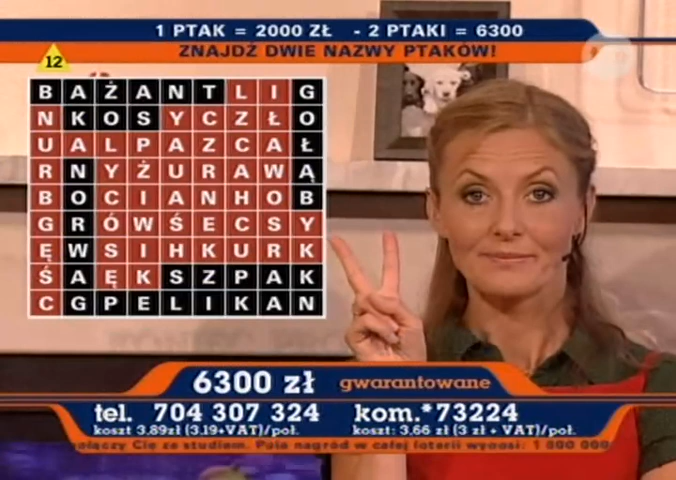 1 PTAK = 2000 ZŁ - 2 PTAKI = 6300
ZNAJDŹ DWIE NAZWY PTAKÓW!
12
B A Ż A N T L I G
N K O S Y C Z Ł O
U A L P A Z C A Ł
R N Y Ż U R A W Ą
B O C I A N H O B
G R Ó W Ś E C S Y
Ę W S I H K U R K
Ś A Ę K S Z P A K
C G P E L I K A N
6300 zł gwarantowane
tel. 704 307 324 kom.*73224
koszt 3.89zł (3.19+VAT)/poł. koszt: 3.66 zł (3 zł + VAT)/poł.
połączy Cię ze studiem. Pula nagród w całej loterii wynosi: 1 800 000